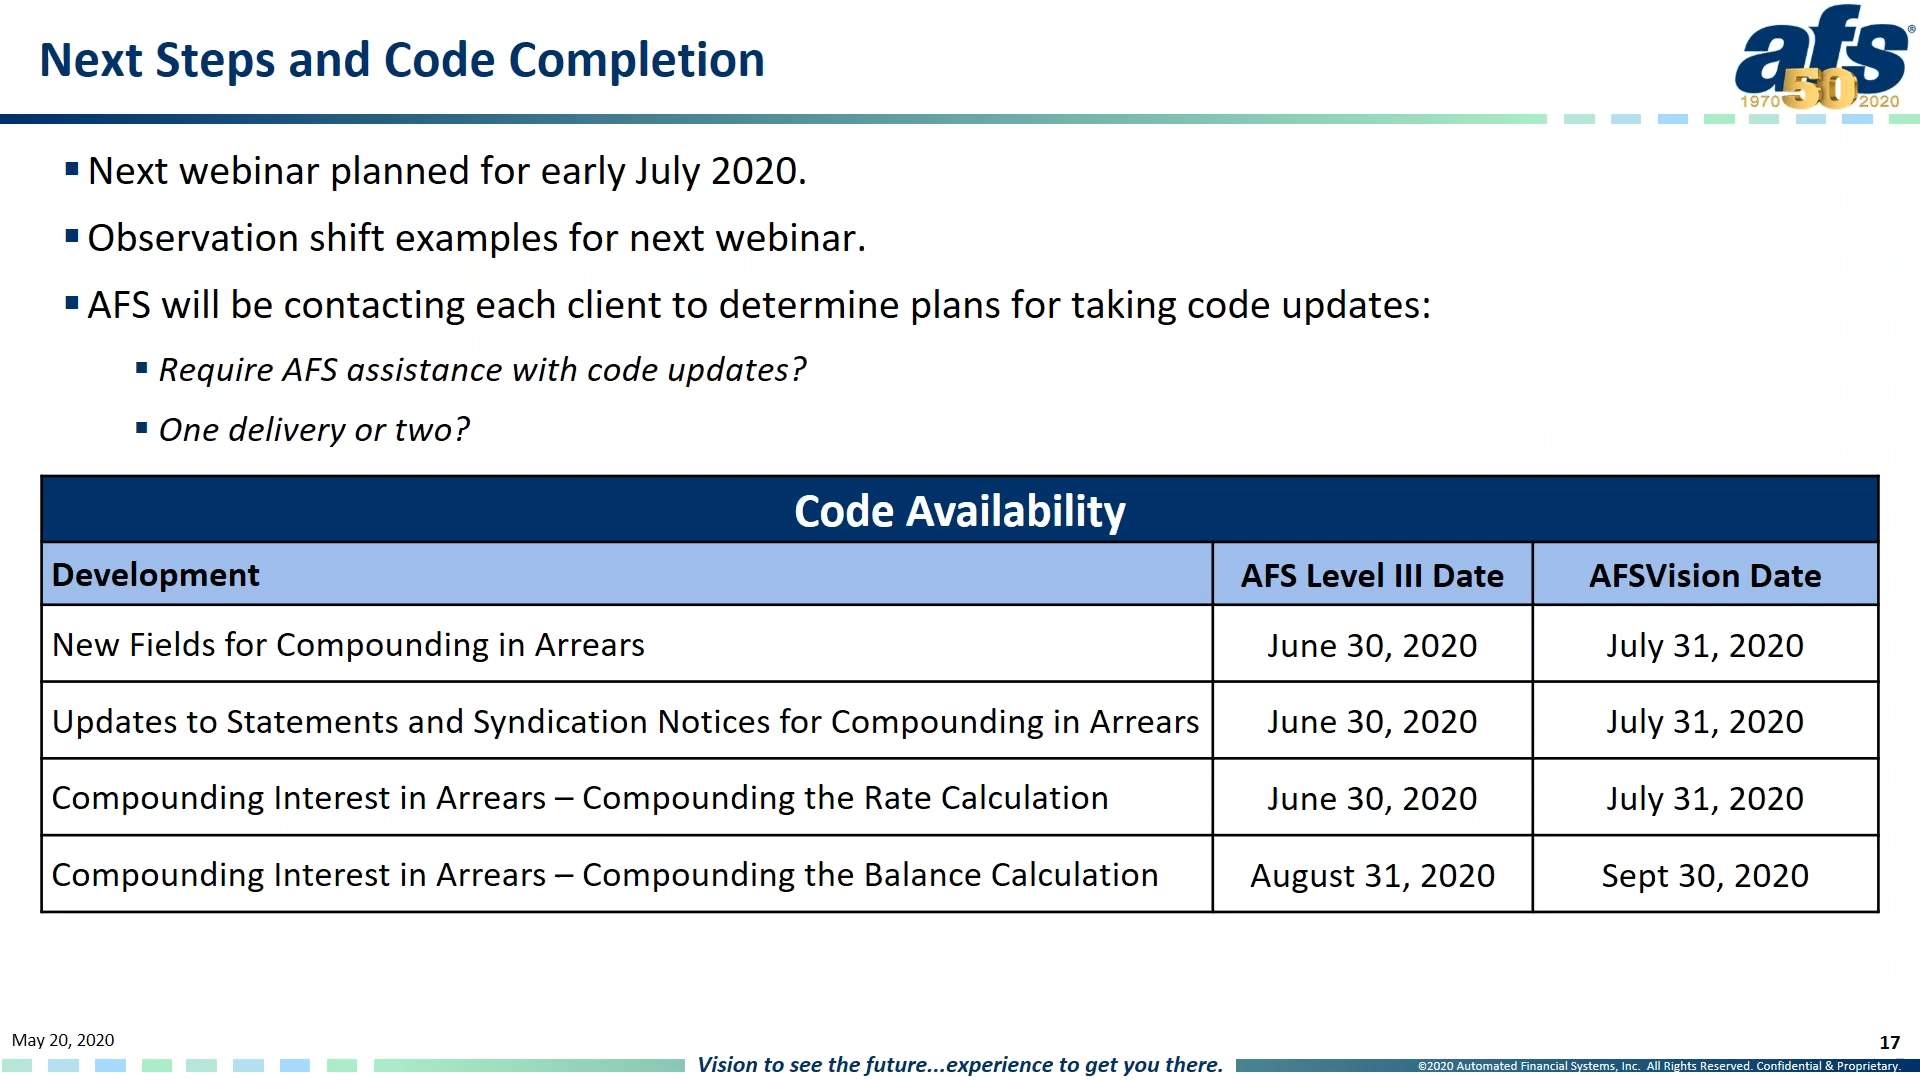 Next Steps and Code Completion
afs®
50
1970 2020
Next webinar planned for early July 2020.
Observation shift examples for next webinar.
AFS will be contacting each client to determine plans for taking code updates:
Require AFS assistance with code updates?
One delivery or two?
Code Availability
Development AFS Level III Date AFSVision Date
New Fields for Compounding in Arrears June 30, 2020 July 31, 2020
Updates to Statements and Syndication Notices for Compounding in Arrears June 30, 2020 July 31, 2020
Compounding Interest in Arrears – Compounding the Rate Calculation June 30, 2020 July 31, 2020
Compounding Interest in Arrears – Compounding the Balance Calculation August 31, 2020 Sept 30, 2020
May 20, 2020
17
Vision to see the future...experience to get you there.
©2020 Automated Financial Systems, Inc. All Rights Reserved. Confidential & Proprietary.